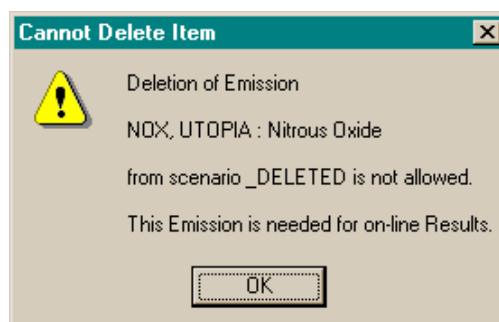 Cannot Delete Item
Deletion of Emission
NOX, UTOPIA : Nitrous Oxide
from scenario _DELETED is not allowed.
This Emission is needed for on-line Results.
OK